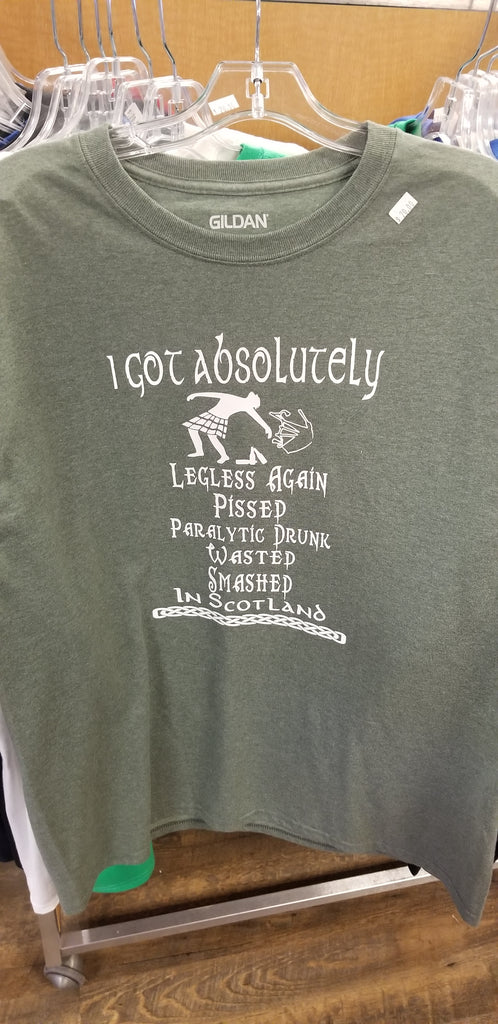 GILDAN
I GOT ABSOLUTELY
LEGLESS AGAIN
PISSED
PARALYTIC DRUNK
WASTED
SMASHED
IN SCOTLAND